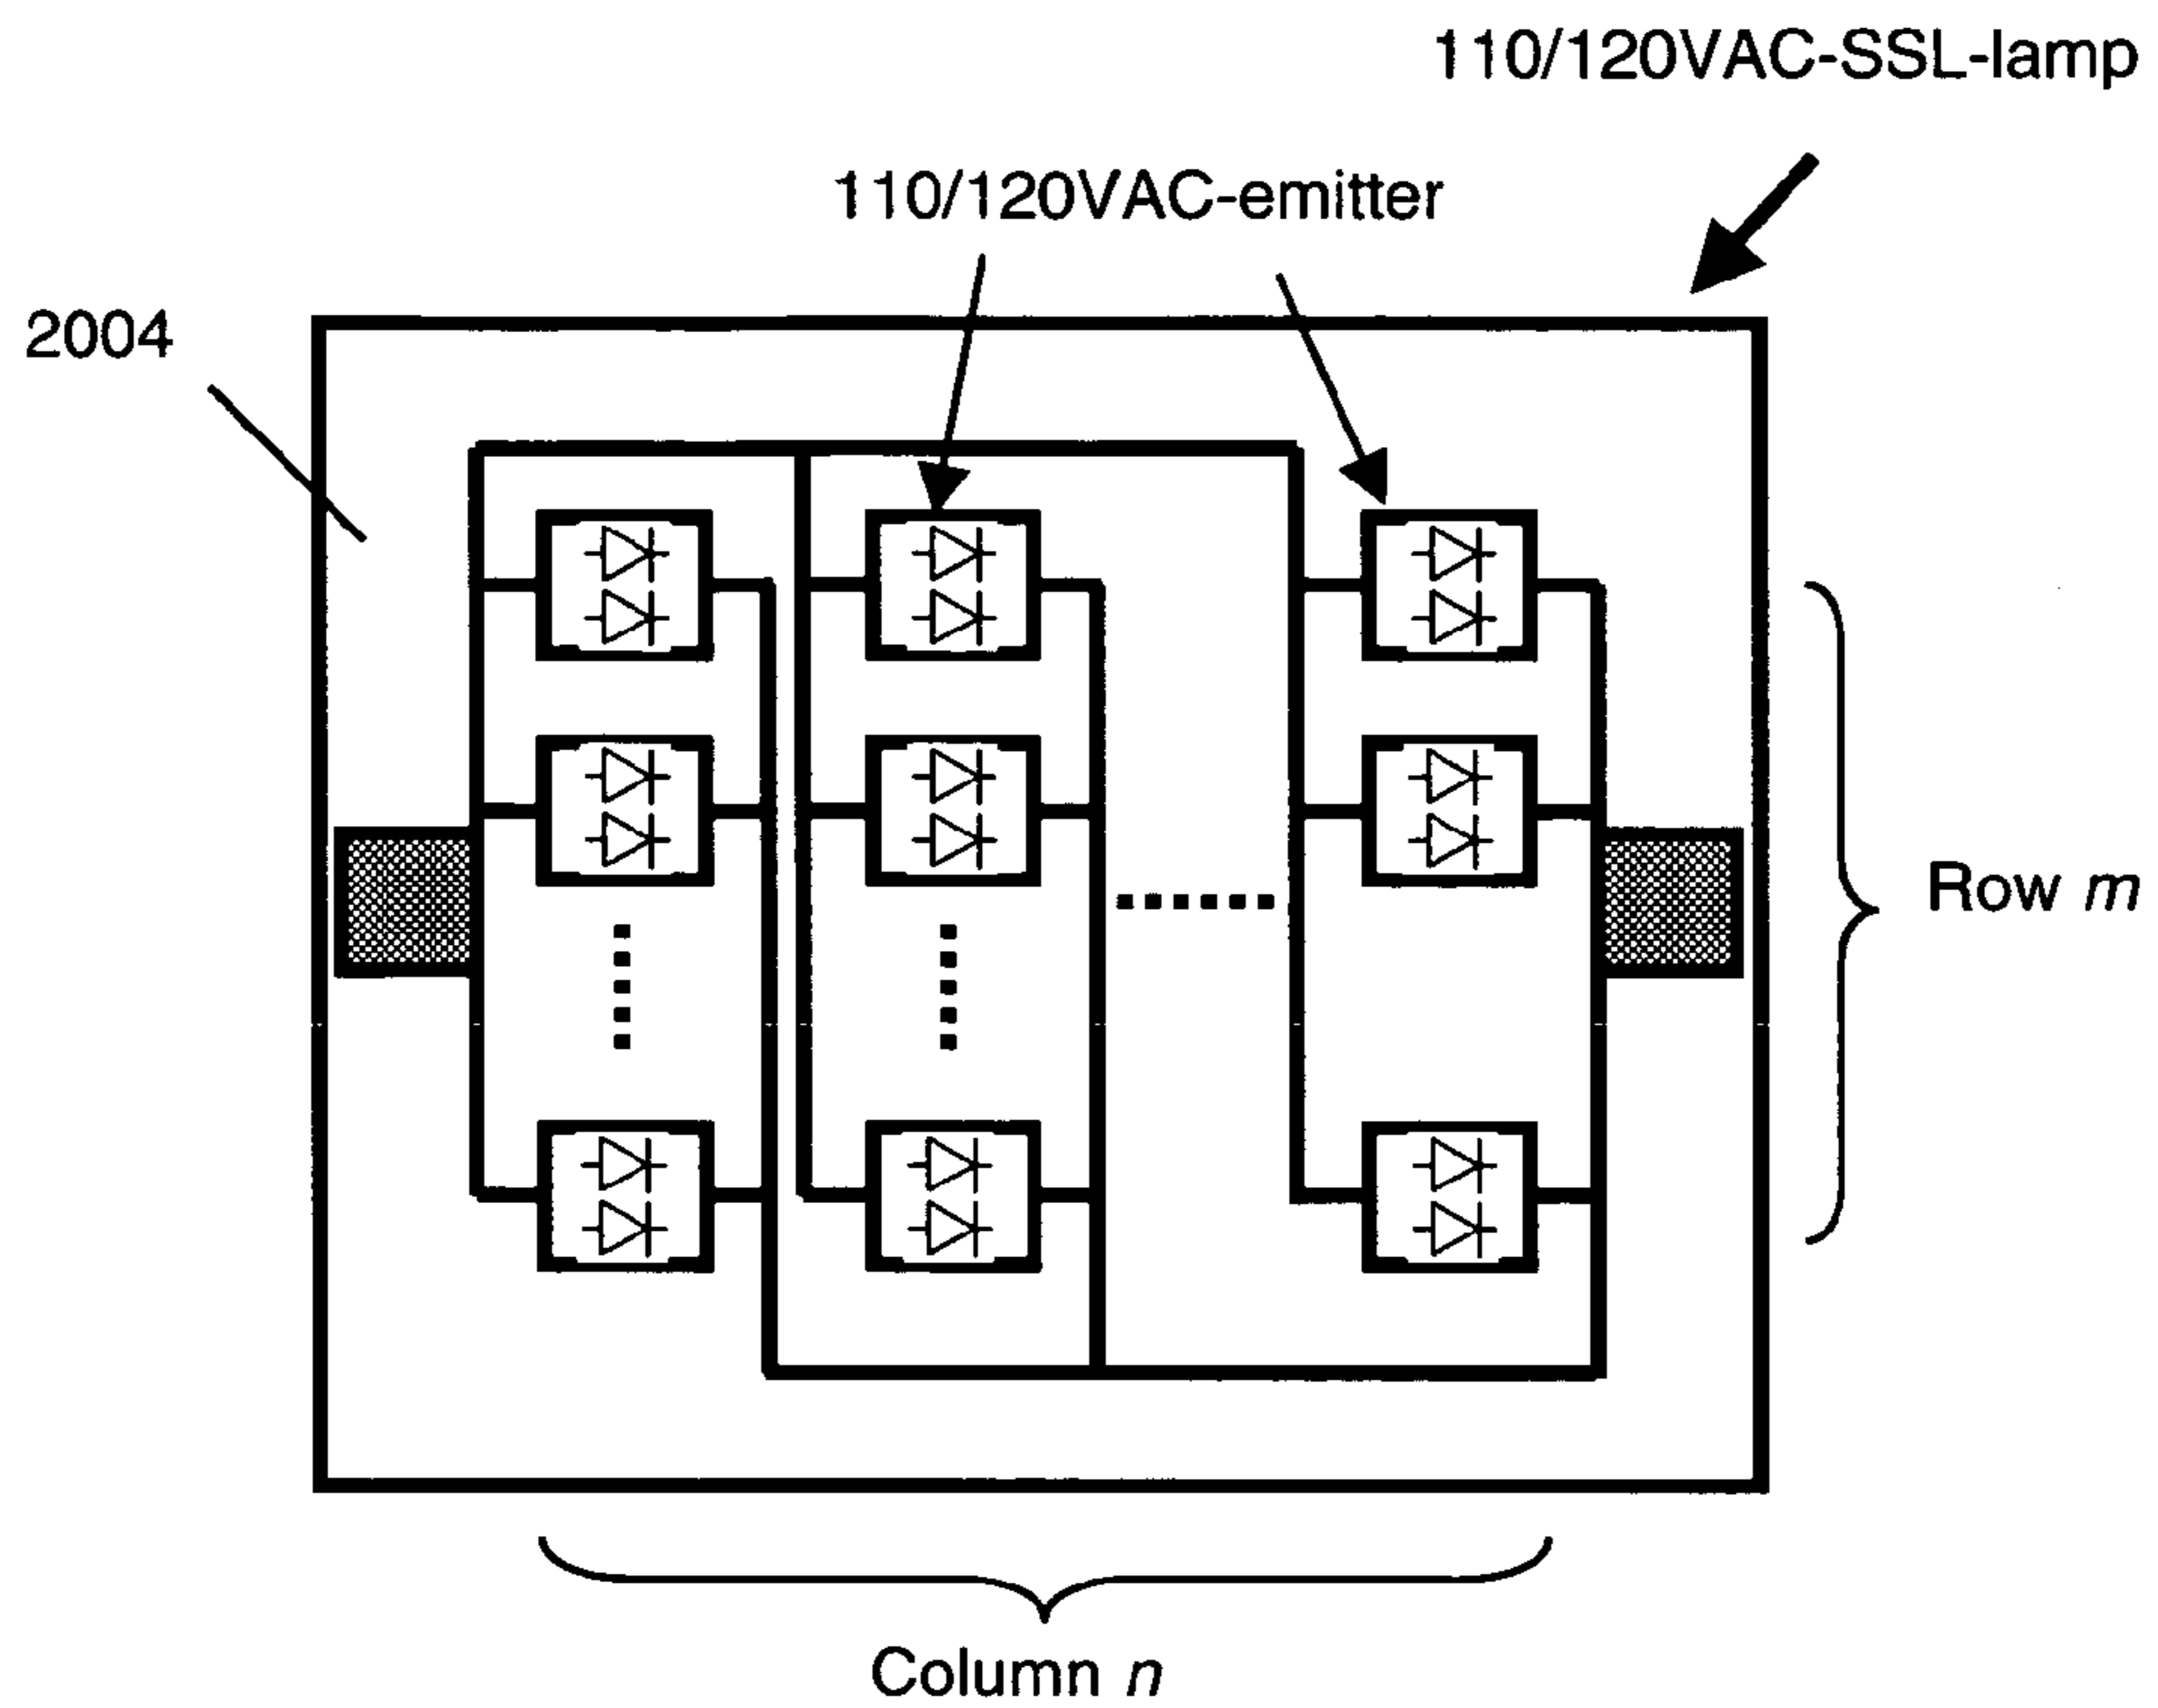 110/120VAC-SSL-lamp
110/120VAC-emitter
2004
Row m
Column n